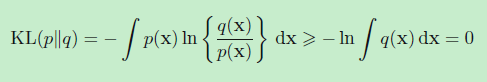 KL(p‖q) = − ∫ p(x) ln { q(x) / p(x) } dx ⩾ − ln ∫ q(x) dx = 0